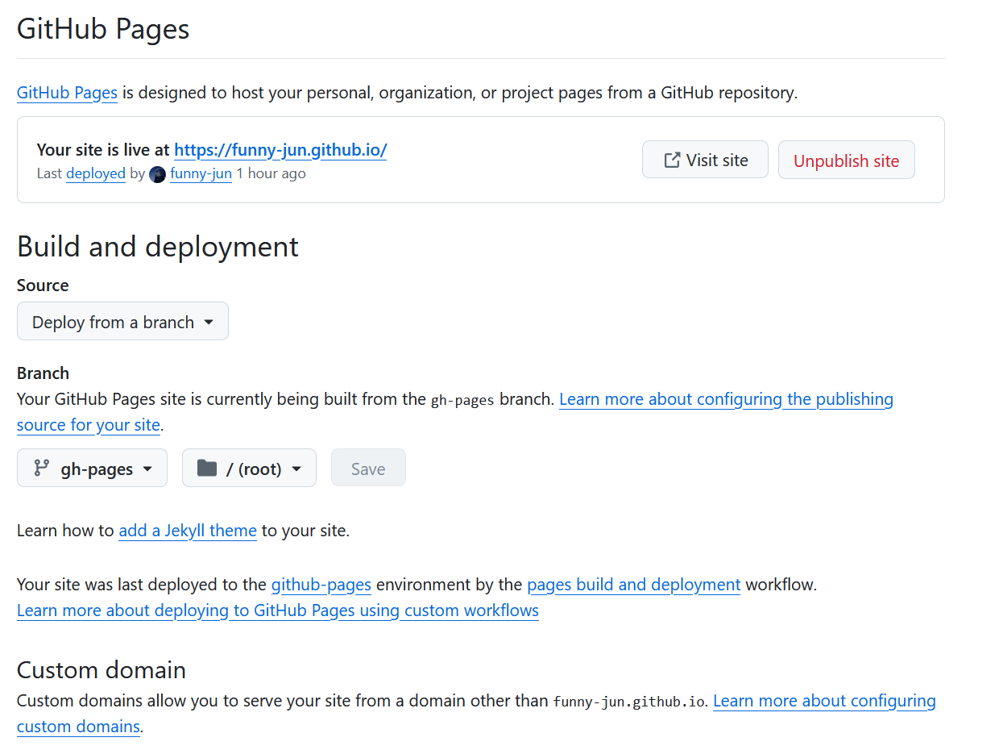 GitHub Pages
GitHub Pages is designed to host your personal, organization, or project pages from a GitHub repository.
Your site is live at https://funny-jun.github.io/
Last deployed by funny-jun 1 hour ago
Visit site
Unpublish site
Build and deployment
Source
Deploy from a branch
Branch
Your GitHub Pages site is currently being built from the gh-pages branch. Learn more about configuring the publishing
source for your site.
gh-pages
/ (root)
Save
Learn how to add a Jekyll theme to your site.
Your site was last deployed to the github-pages environment by the pages build and deployment workflow.
Learn more about deploying to GitHub Pages using custom workflows
Custom domain
Custom domains allow you to serve your site from a domain other than funny-jun.github.io. Learn more about configuring
custom domains.